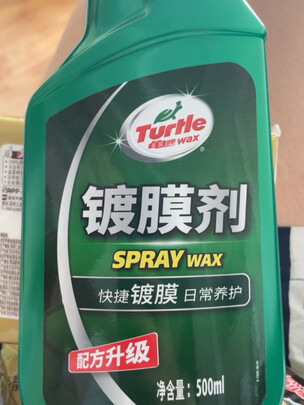 Turtle
龟牌 wax
镀膜剂
SPRAY WAX
快捷镀膜 日常养护
配方升级
净含量：500ml